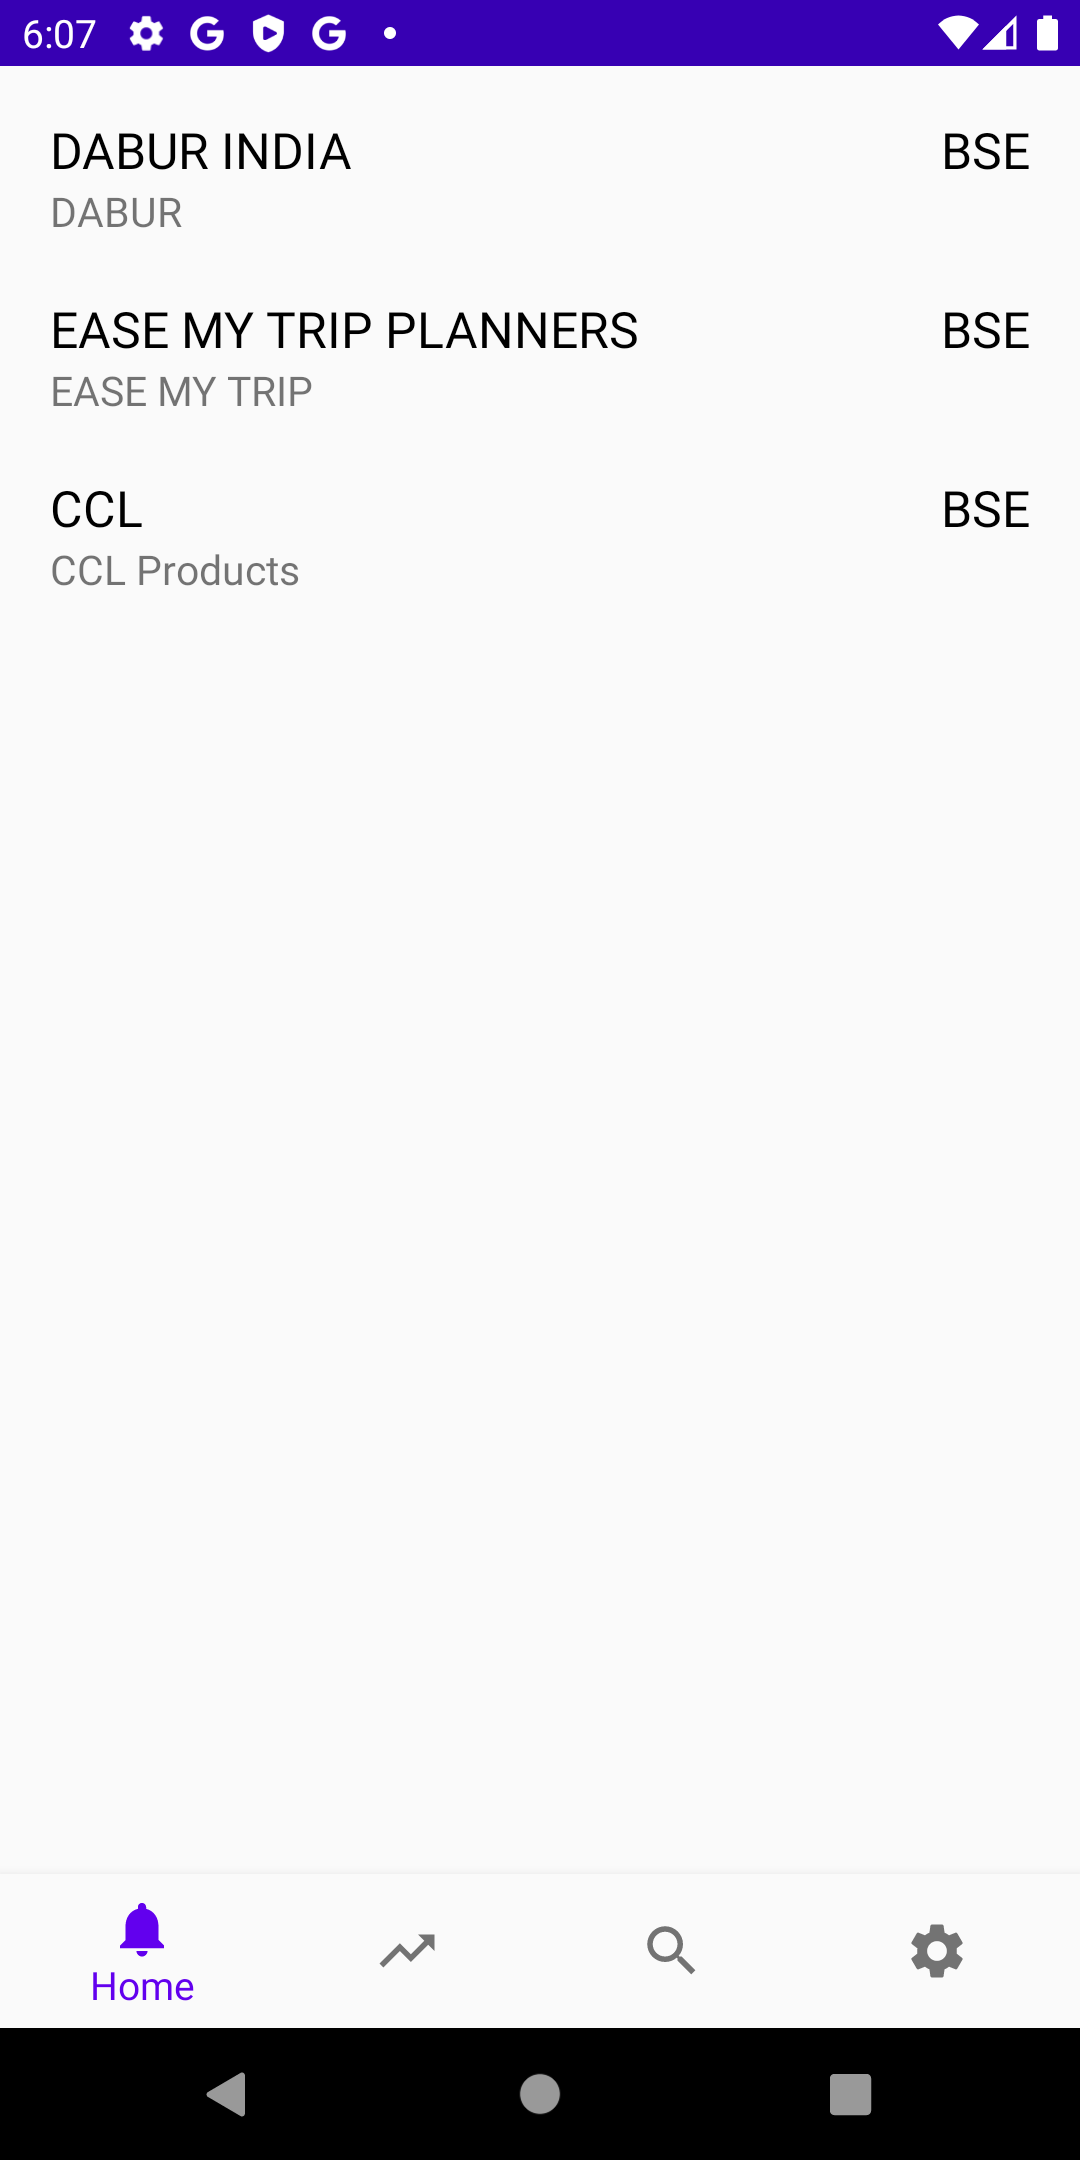 6:07
DABUR INDIA BSE
DABUR
EASE MY TRIP PLANNERS BSE
EASE MY TRIP
CCL BSE
CCL Products
Home